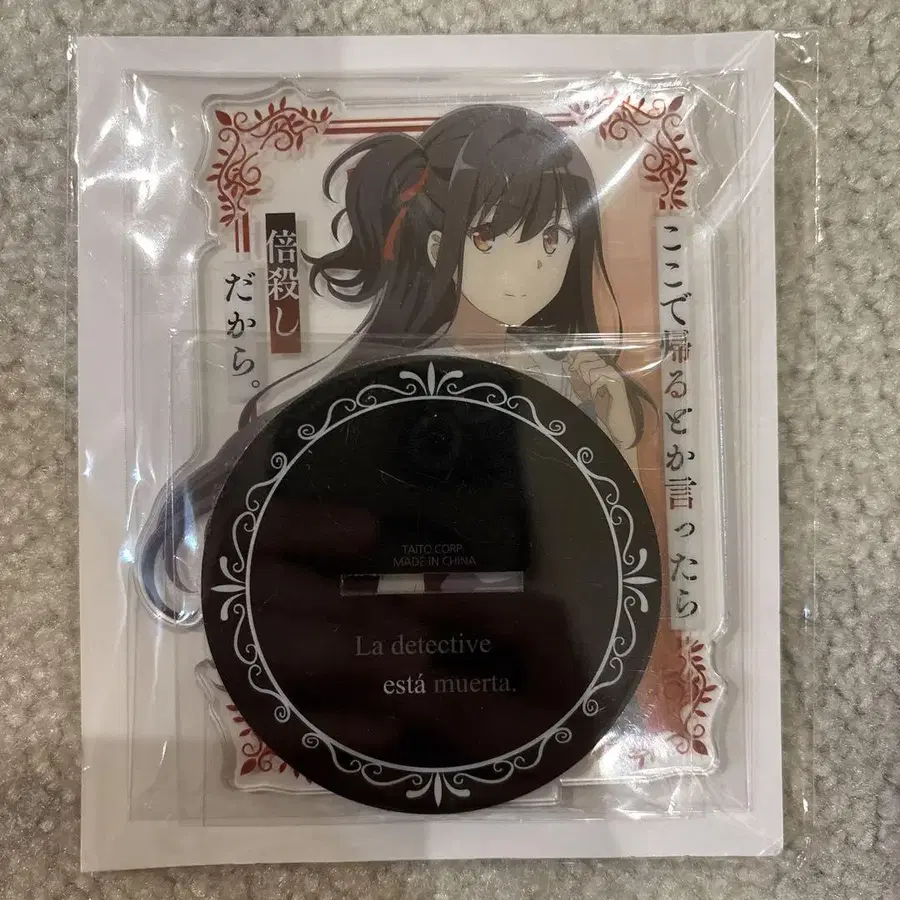 ここで帰るとか言ったら
倍殺し
だから。
TAITO CORP.
MADE IN CHINA
La detective
está muerta.